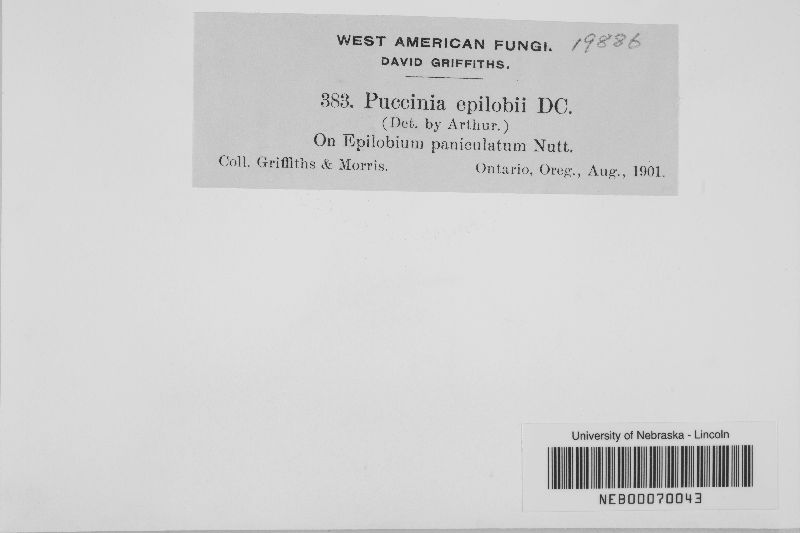 WEST AMERICAN FUNGI. 19886
DAVID GRIFFITHS.
383. Puccinia epilobii DC.
(Det. by Arthur.)
On Epilobium paniculatum Nutt.
Coll. Griffiths & Morris. Ontario, Oreg., Aug., 1901.
University of Nebraska - Lincoln
NEB00070043